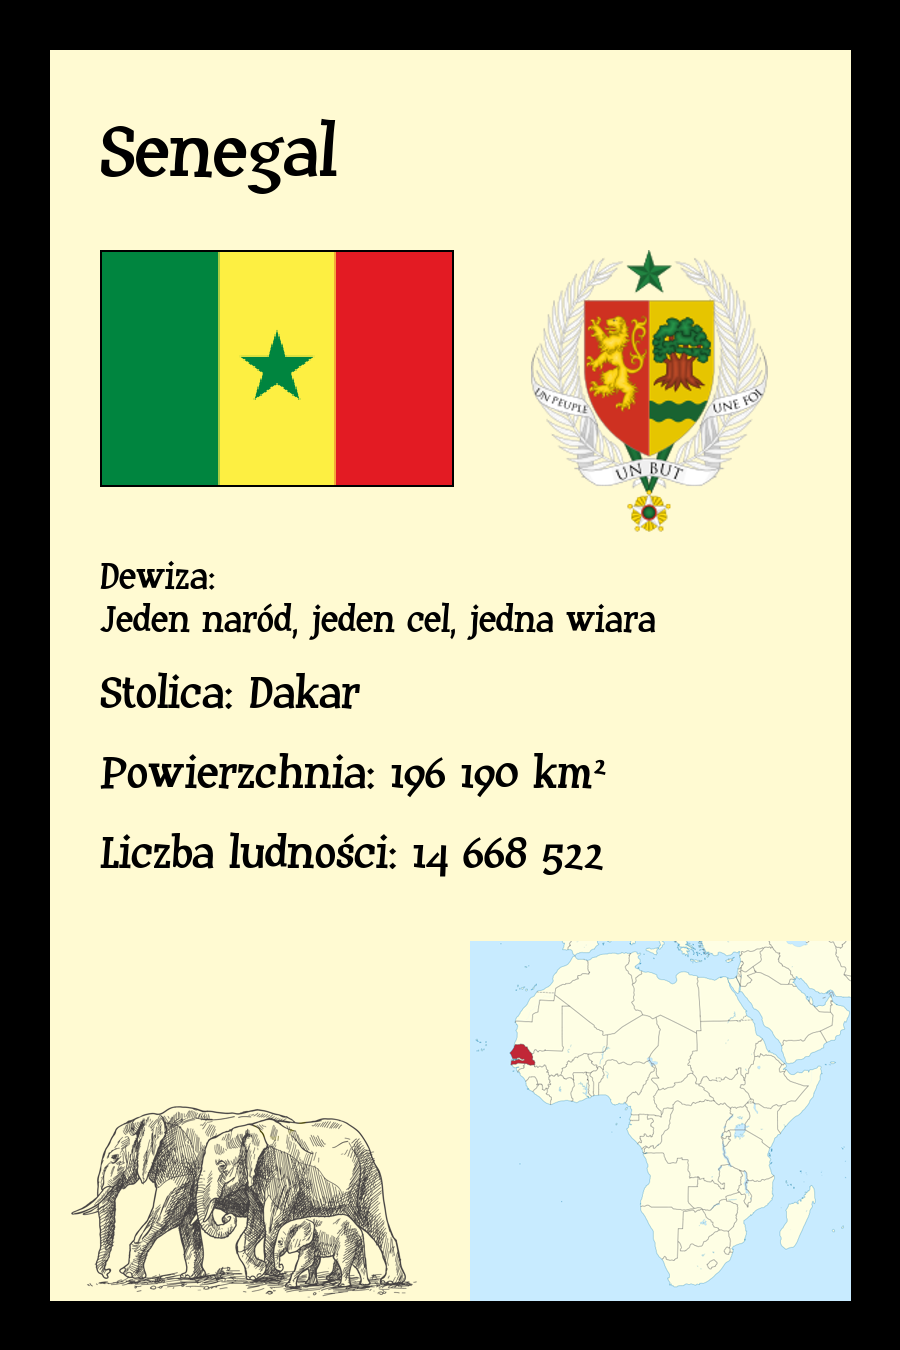 Senegal
UN PEUPLE
UNE FOI
UN BUT
Dewiza:
Jeden naród, jeden cel, jedna wiara
Stolica: Dakar
Powierzchnia: 196 190 km²
Liczba ludności: 14 668 522